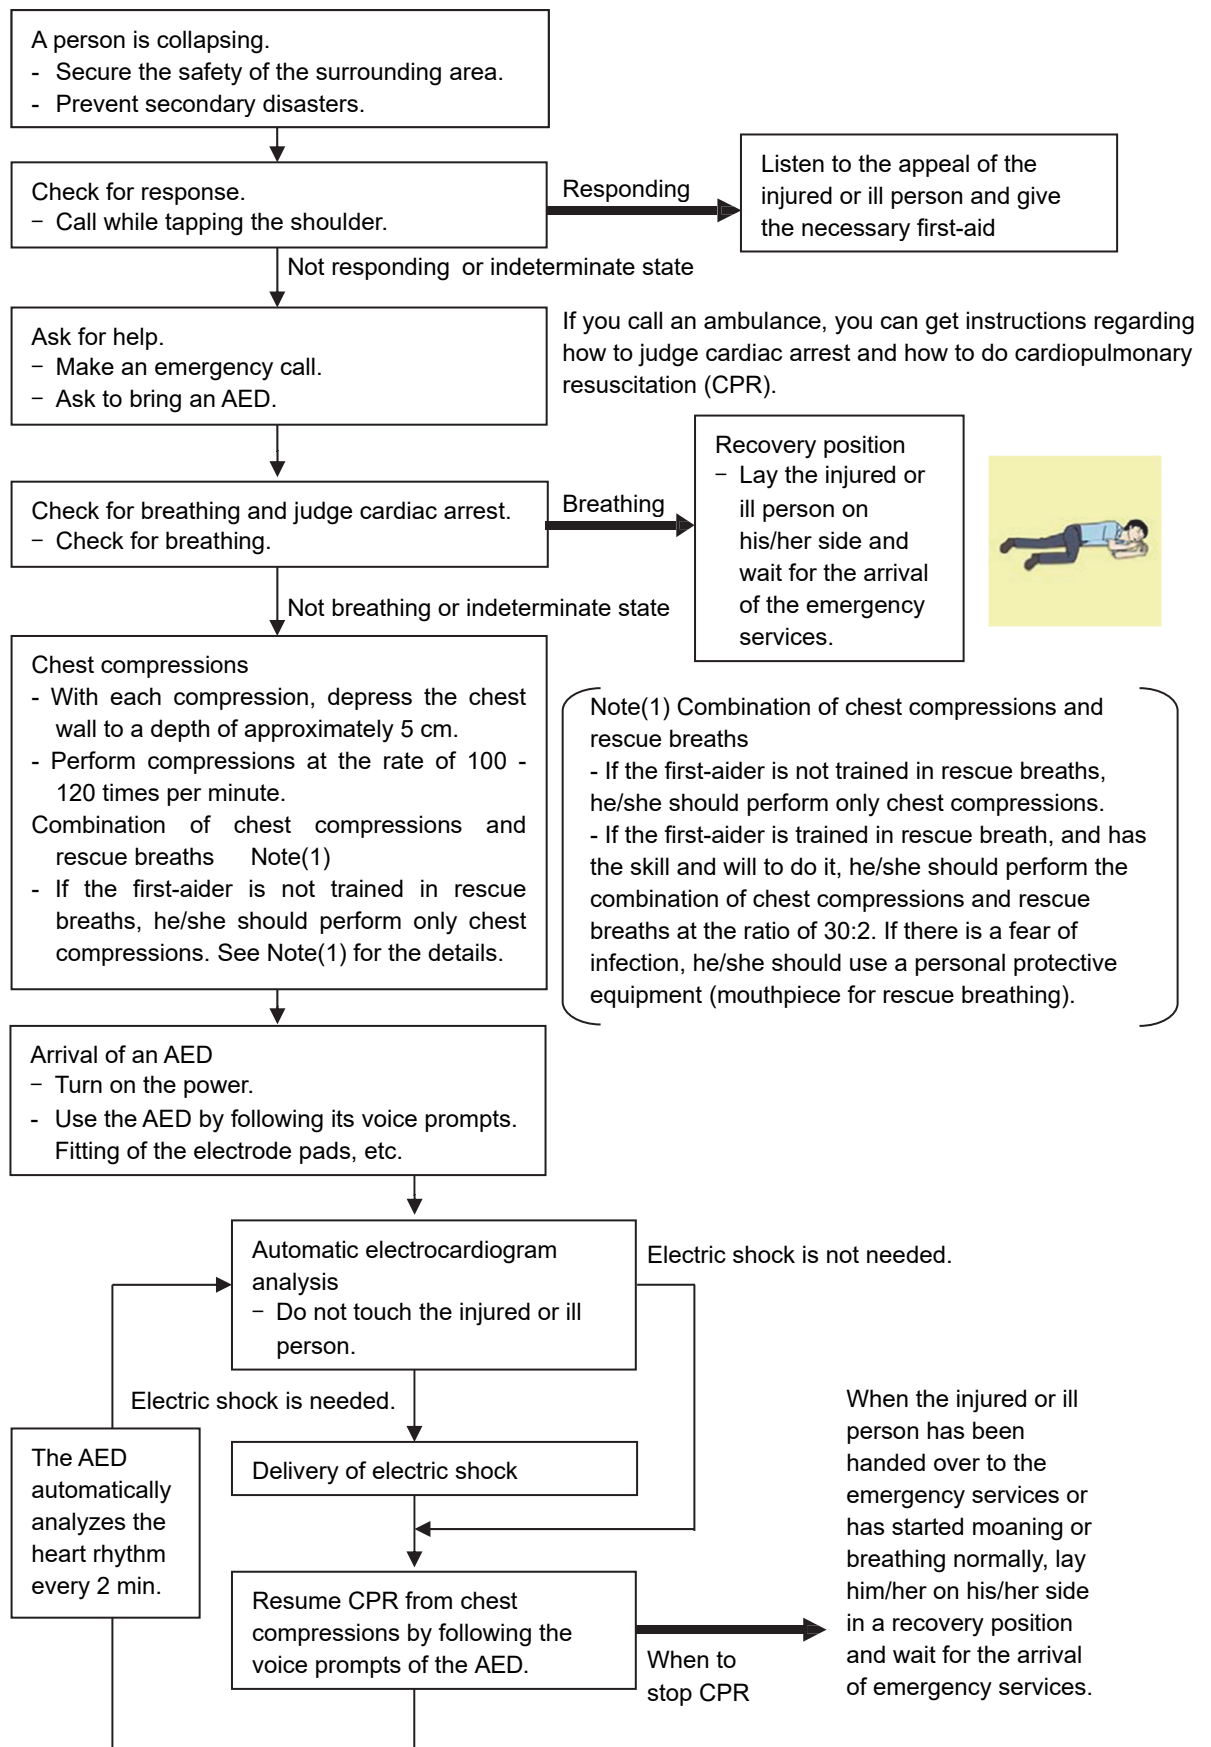 A person is collapsing.
- Secure the safety of the surrounding area.
- Prevent secondary disasters.
Check for response.
− Call while tapping the shoulder.
Responding
Listen to the appeal of the
injured or ill person and give
the necessary first-aid
Not responding or indeterminate state
Ask for help.
− Make an emergency call.
− Ask to bring an AED.
If you call an ambulance, you can get instructions regarding
how to judge cardiac arrest and how to do cardiopulmonary
resuscitation (CPR).
Check for breathing and judge cardiac arrest.
− Check for breathing.
Breathing
Recovery position
− Lay the injured or
ill person on
his/her side and
wait for the arrival
of the emergency
services.
Not breathing or indeterminate state
Chest compressions
- With each compression, depress the chest
wall to a depth of approximately 5 cm.
- Perform compressions at the rate of 100 -
120 times per minute.
Combination of chest compressions and
rescue breaths Note(1)
- If the first-aider is not trained in rescue
breaths, he/she should perform only chest
compressions. See Note(1) for the details.
Note(1) Combination of chest compressions and
rescue breaths
- If the first-aider is not trained in rescue breaths,
he/she should perform only chest compressions.
- If the first-aider is trained in rescue breath, and has
the skill and will to do it, he/she should perform the
combination of chest compressions and rescue
breaths at the ratio of 30:2. If there is a fear of
infection, he/she should use a personal protective
equipment (mouthpiece for rescue breathing).
Arrival of an AED
− Turn on the power.
- Use the AED by following its voice prompts.
Fitting of the electrode pads, etc.
Automatic electrocardiogram
analysis
− Do not touch the injured or ill
person.
Electric shock is not needed.
Electric shock is needed.
The AED
automatically
analyzes the
heart rhythm
every 2 min.
Delivery of electric shock
Resume CPR from chest
compressions by following the
voice prompts of the AED.
When to
stop CPR
When the injured or ill
person has been
handed over to the
emergency services or
has started moaning or
breathing normally, lay
him/her on his/her side
in a recovery position
and wait for the arrival
of emergency services.